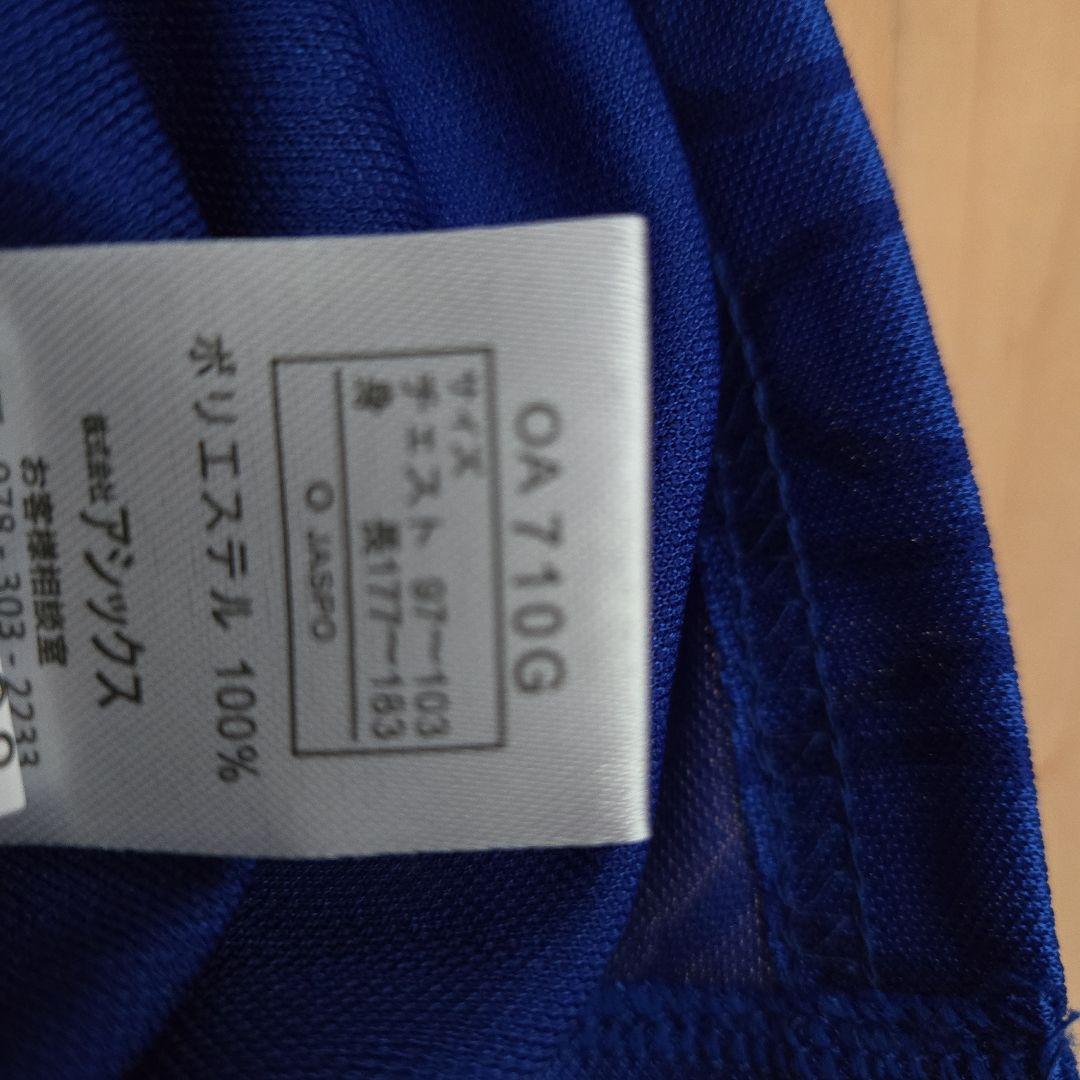 OA710G
サイズ
チェスト 97～103
身 長177～183
O JASPO
ポリエステル 100%
株式会社アシックス
お客様相談室
078-303-2233